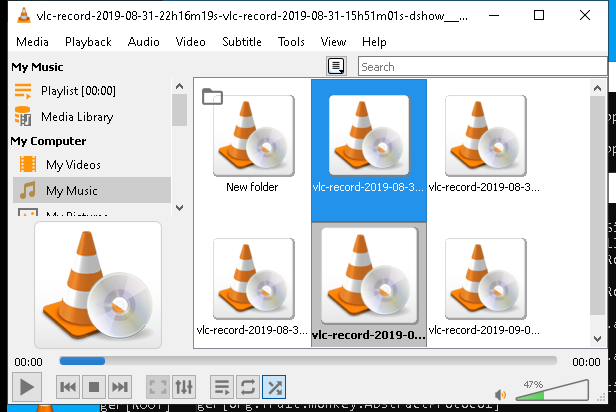 vlc-record-2019-08-31-22h16m19s-vlc-record-2019-08-31-15h51m01s-dshow__...
Media Playback Audio Video Subtitle Tools View Help
My Music
Search
Playlist [00:00]
Media Library
My Computer
My Videos
My Music
My Pictures
New folder
vlc-record-2019-08-3...
vlc-record-2019-08-3...
vlc-record-2019-08-3...
vlc-record-2019-0...
vlc-record-2019-09-0...
00:00
00:00
47%